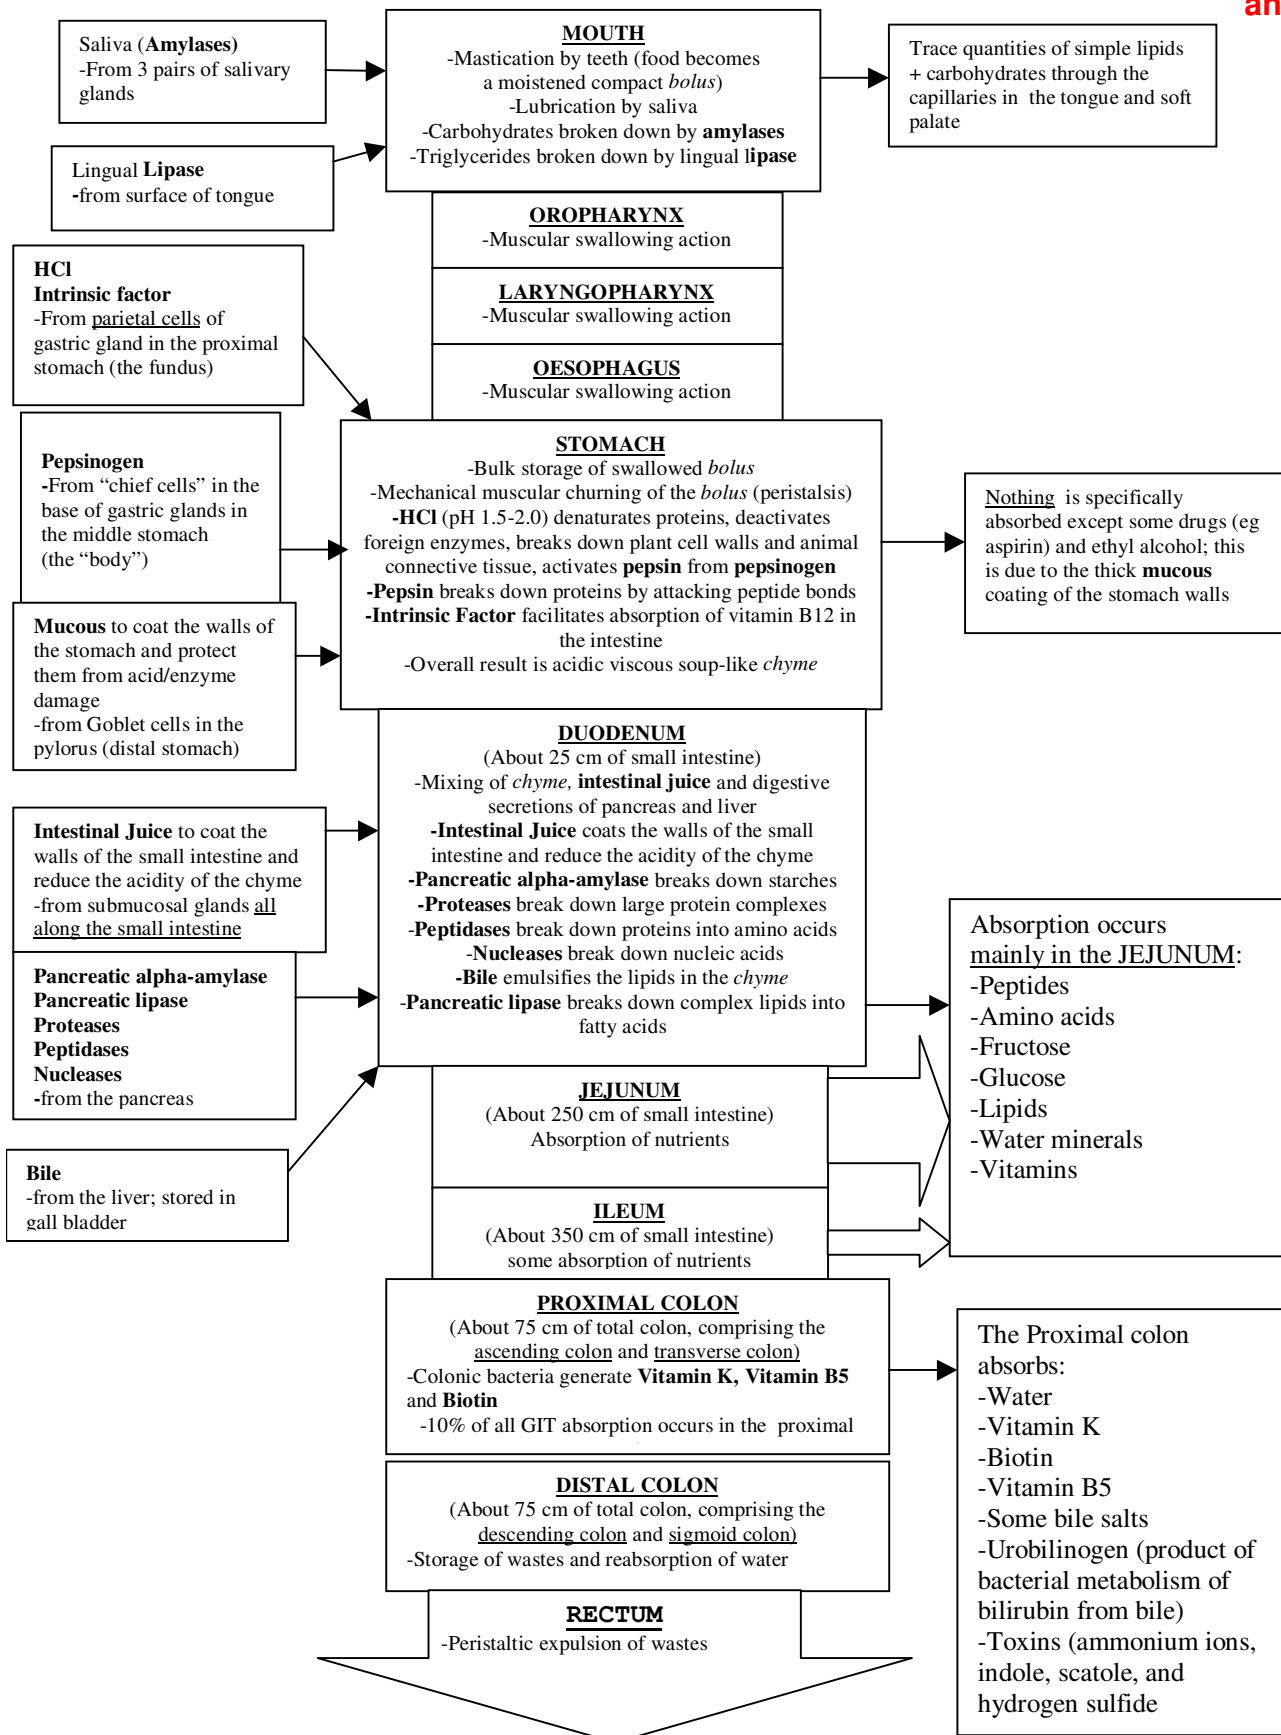 an
Saliva (Amylases)
-From 3 pairs of salivary
glands
MOUTH
-Mastication by teeth (food becomes
a moistened compact bolus)
-Lubrication by saliva
-Carbohydrates broken down by amylases
-Triglycerides broken down by lingual lipase
Trace quantities of simple lipids
+ carbohydrates through the
capillaries in the tongue and soft
palate
Lingual Lipase
-from surface of tongue
OROPHARYNX
-Muscular swallowing action
HCl
Intrinsic factor
-From parietal cells of
gastric gland in the proximal
stomach (the fundus)
LARYNGOPHARYNX
-Muscular swallowing action
OESOPHAGUS
-Muscular swallowing action
Pepsinogen
-From “chief cells” in the
base of gastric glands in
the middle stomach
(the “body”)
STOMACH
-Bulk storage of swallowed bolus
-Mechanical muscular churning of the bolus (peristalsis)
-HCl (pH 1.5-2.0) denaturates proteins, deactivates
foreign enzymes, breaks down plant cell walls and animal
connective tissue, activates pepsin from pepsinogen
-Pepsin breaks down proteins by attacking peptide bonds
-Intrinsic Factor facilitates absorption of vitamin B12 in
the intestine
-Overall result is acidic viscous soup-like chyme
Nothing is specifically
absorbed except some drugs (eg
aspirin) and ethyl alcohol; this
is due to the thick mucous
coating of the stomach walls
Mucous to coat the walls of
the stomach and protect
them from acid/enzyme
damage
-from Goblet cells in the
pylorus (distal stomach)
DUODENUM
(About 25 cm of small intestine)
-Mixing of chyme, intestinal juice and digestive
secretions of pancreas and liver
-Intestinal Juice coats the walls of the small
intestine and reduce the acidity of the chyme
-Pancreatic alpha-amylase breaks down starches
-Proteases break down large protein complexes
-Peptidases break down proteins into amino acids
-Nucleases break down nucleic acids
-Bile emulsifies the lipids in the chyme
-Pancreatic lipase breaks down complex lipids into
fatty acids
Intestinal Juice to coat the
walls of the small intestine and
reduce the acidity of the chyme
-from submucosal glands all
along the small intestine
Pancreatic alpha-amylase
Pancreatic lipase
Proteases
Peptidases
Nucleases
-from the pancreas
Absorption occurs
mainly in the JEJUNUM:
-Peptides
-Amino acids
-Fructose
-Glucose
-Lipids
-Water minerals
-Vitamins
JEJUNUM
(About 250 cm of small intestine)
Absorption of nutrients
Bile
-from the liver; stored in
gall bladder
ILEUM
(About 350 cm of small intestine)
some absorption of nutrients
PROXIMAL COLON
(About 75 cm of total colon, comprising the
ascending colon and transverse colon)
-Colonic bacteria generate Vitamin K, Vitamin B5
and Biotin
-10% of all GIT absorption occurs in the proximal
The Proximal colon
absorbs:
-Water
-Vitamin K
-Biotin
-Vitamin B5
-Some bile salts
-Urobilinogen (product of
bacterial metabolism of
bilirubin from bile)
-Toxins (ammonium ions,
indole, scatole, and
hydrogen sulfide
DISTAL COLON
(About 75 cm of total colon, comprising the
descending colon and sigmoid colon)
-Storage of wastes and reabsorption of water
RECTUM
-Peristaltic expulsion of wastes